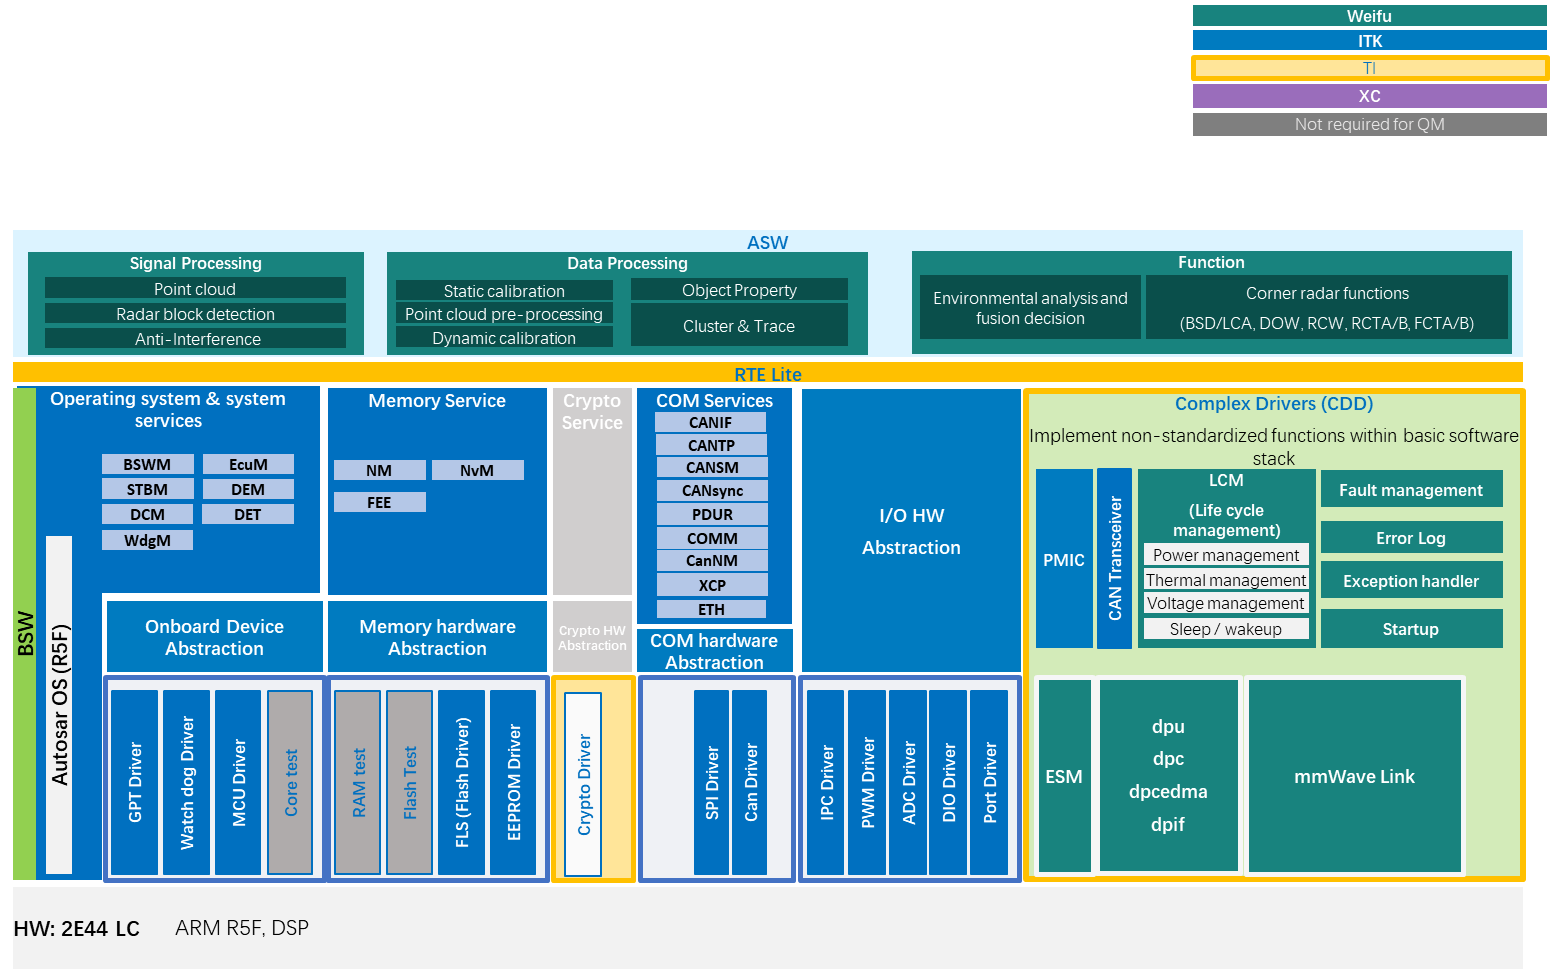 Weifu
ITK
TI
XC
Not required for QM
ASW
Signal Processing
Point cloud
Radar block detection
Anti-Interference
Data Processing
Static calibration
Point cloud pre-processing
Dynamic calibration
Object Property
Cluster & Trace
Function
Environmental analysis and
fusion decision
Corner radar functions
(BSD/LCA, DOW, RCW, RCTA/B, FCTA/B)
RTE Lite
BSW
Operating system & system
services
BSWM
EcuM
STBM
DEM
DCM
DET
WdgM
Autosar OS (R5F)
Memory Service
NM
NvM
FEE
Crypto
Service
COM Services
CANIF
CANTP
CANSM
CANsync
PDUR
COMM
CanNM
XCP
ETH
I/O HW
Abstraction
Complex Drivers (CDD)
Implement non-standardized functions within basic software
stack
PMIC
CAN Transceiver
LCM
(Life cycle
management)
Power management
Thermal management
Voltage management
Sleep / wakeup
Fault management
Error Log
Exception handler
Startup
Onboard Device
Abstraction
Memory hardware
Abstraction
Crypto HW
Abstraction
COM hardware
Abstraction
GPT Driver
Watch dog Driver
MCU Driver
Core test
RAM test
Flash Test
FLS (Flash Driver)
EEPROM Driver
Crypto Driver
SPI Driver
Can Driver
IPC Driver
PWM Driver
ADC Driver
DIO Driver
Port Driver
ESM
dpu
dpc
dpcedma
dpif
mmWave Link
HW: 2E44 LC
ARM R5F, DSP